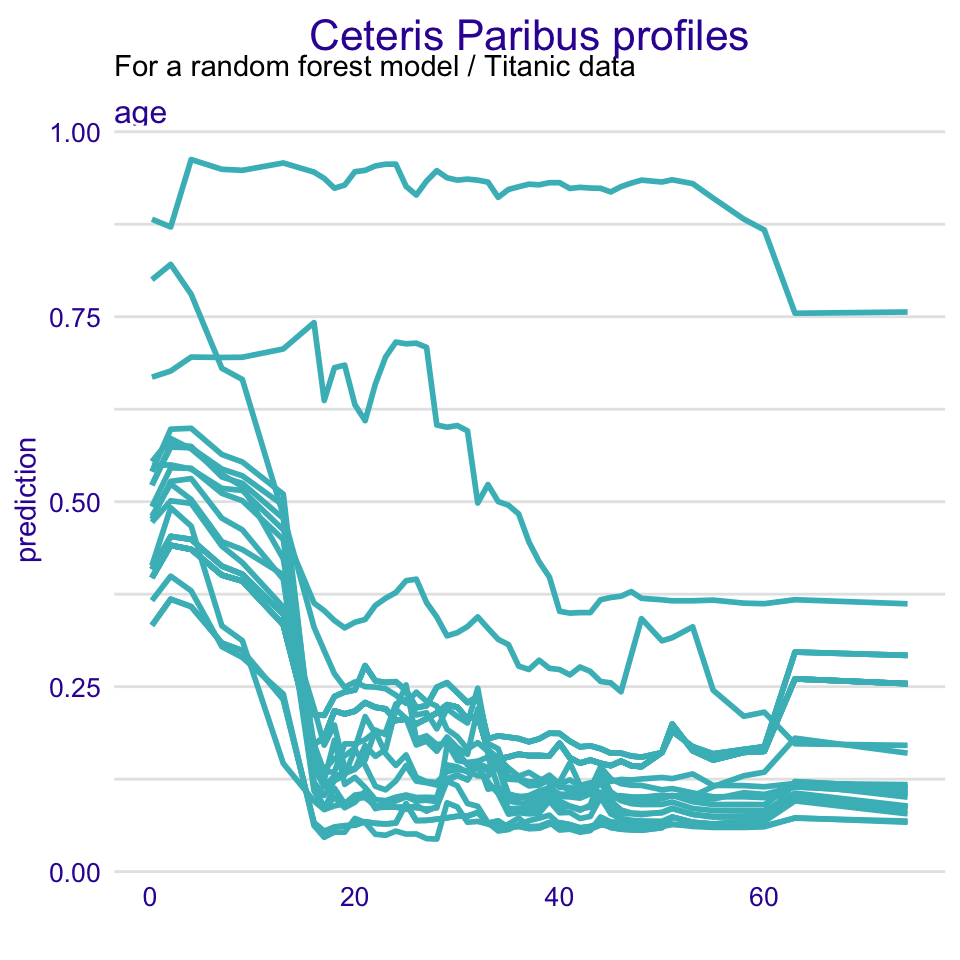 Ceteris Paribus profiles
For a random forest model / Titanic data
age
1.00
0.75
0.50
0.25
0.00
prediction
0 20 40 60